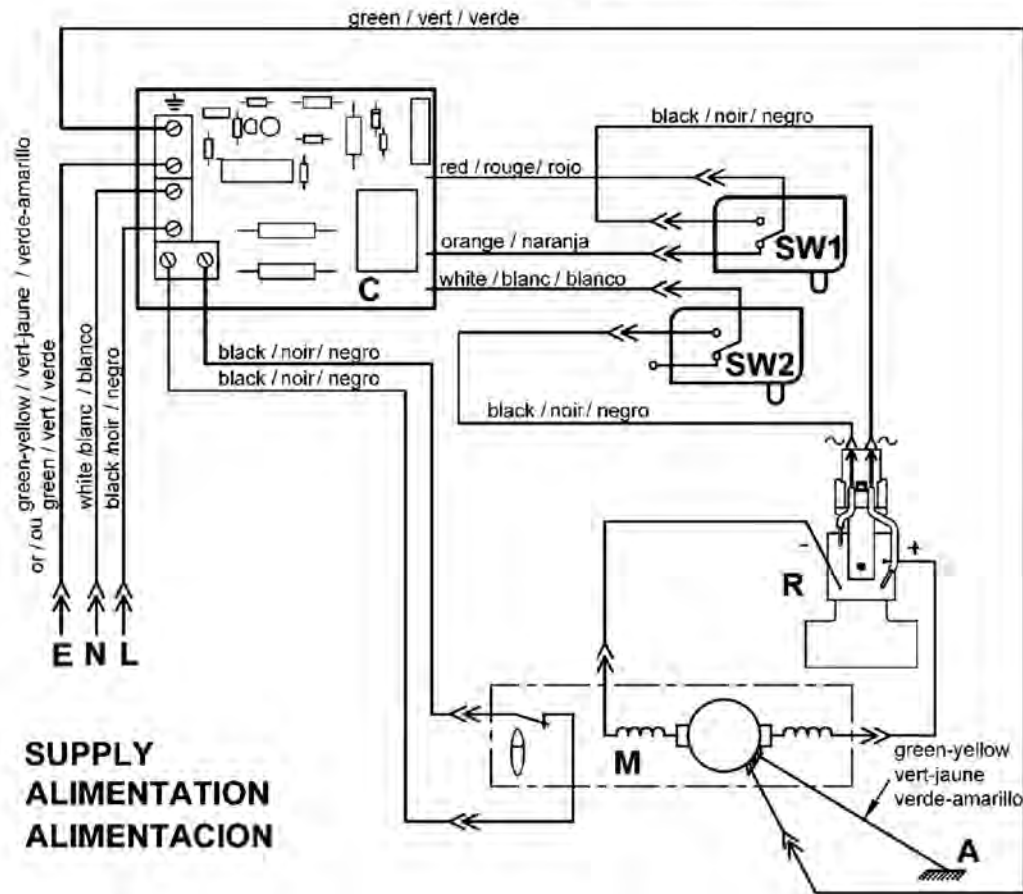 green / vert / verde
black / noir / negro
red / rouge/ rojo
orange / naranja
SW1
white / blanc / blanco
C
SW2
black / noir / negro
black / noir / negro
black / noir / negro
or / ou green-yellow / vert-jaune / verde-amarillo
green / vert / verde
white /blanc / blanco
black /noir / negro
-
+
R
E N L
M
SUPPLY
ALIMENTATION
ALIMENTACION
green-yellow
vert-jaune
verde-amarillo
A